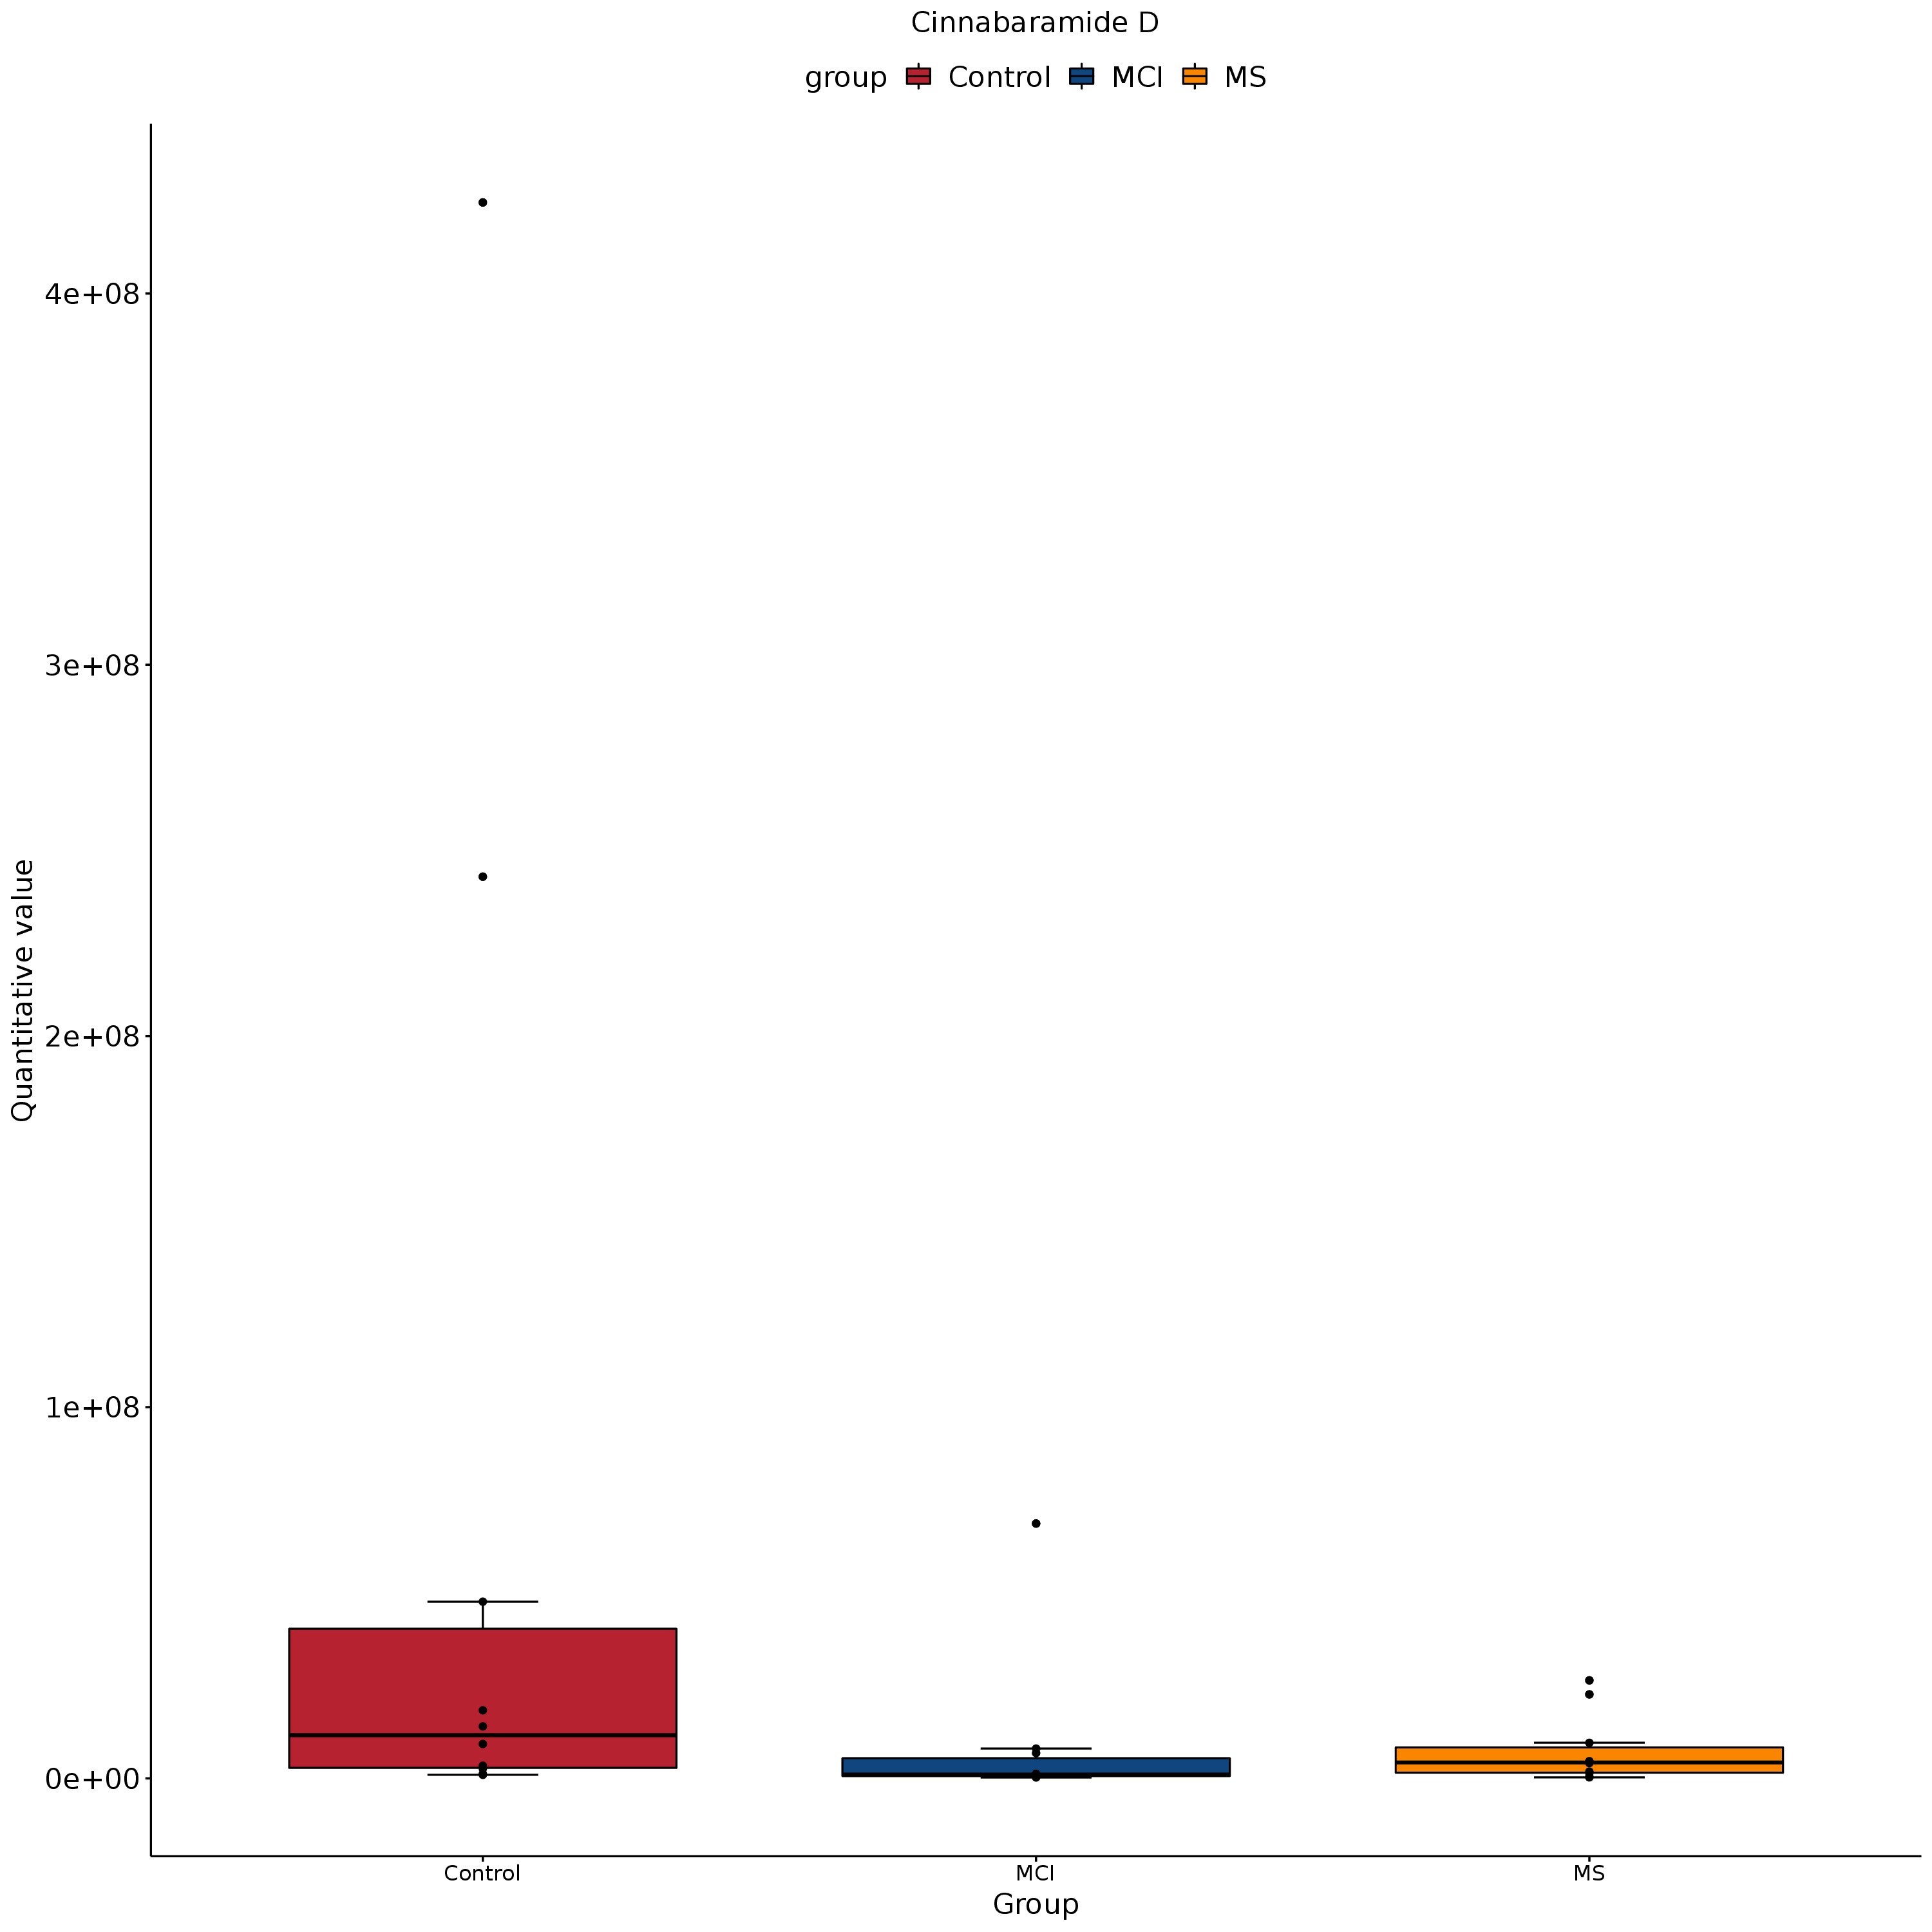 Cinnabaramide D
group Control MCI MS
Quantitative value
4e+08
3e+08
2e+08
1e+08
0e+00
Control MCI MS
Group